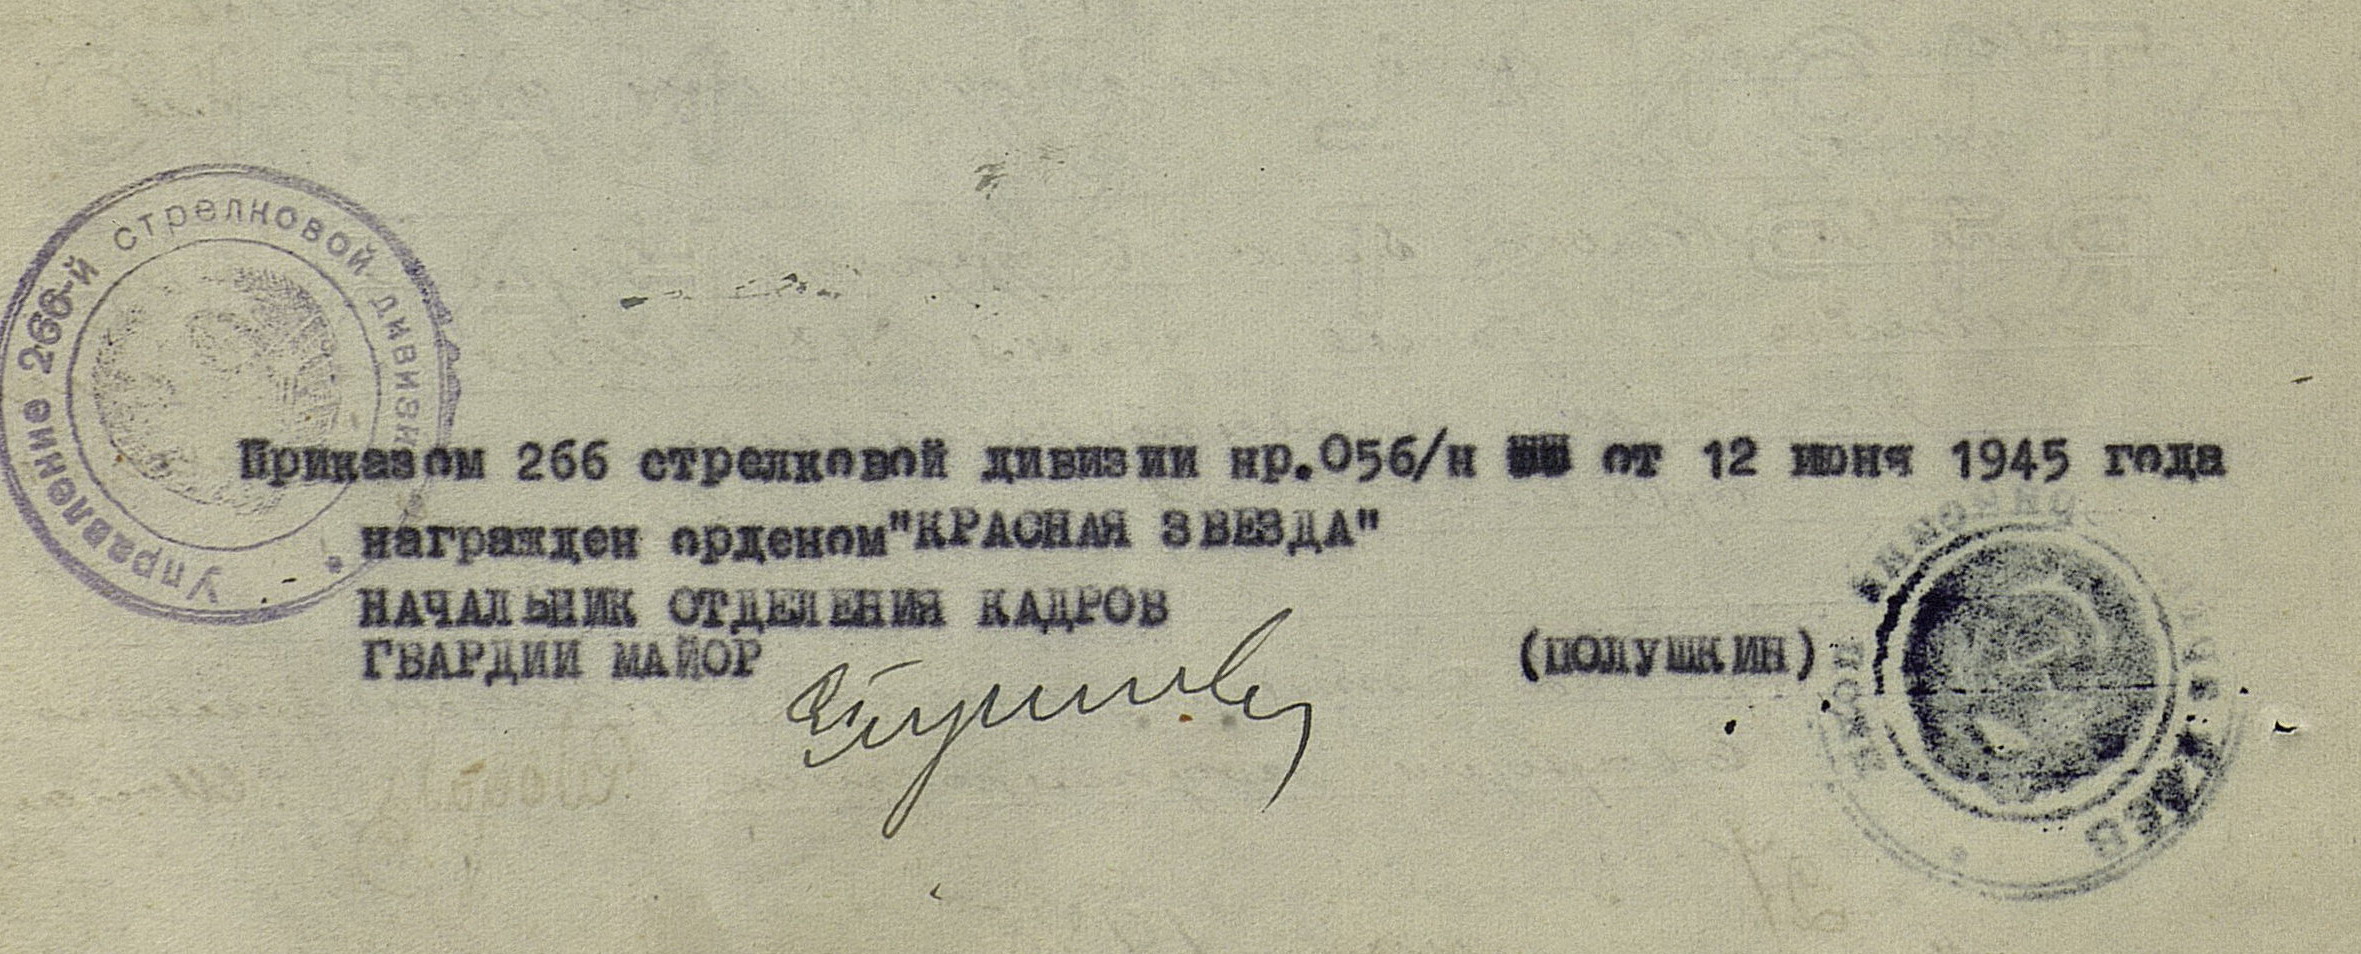 Управление 266-й стрелковой дивизии
Приказом 266 стрелковой дивизии нр.056/н от 12 июня 1945 года
награжден орденом"КРАСНАЯ ЗВЕЗДА"
НАЧАЛЬНИК ОТДЕЛЕНИЯ КАДРОВ
ГВАРДИИ МАЙОР
(ПОЛУШКИН)